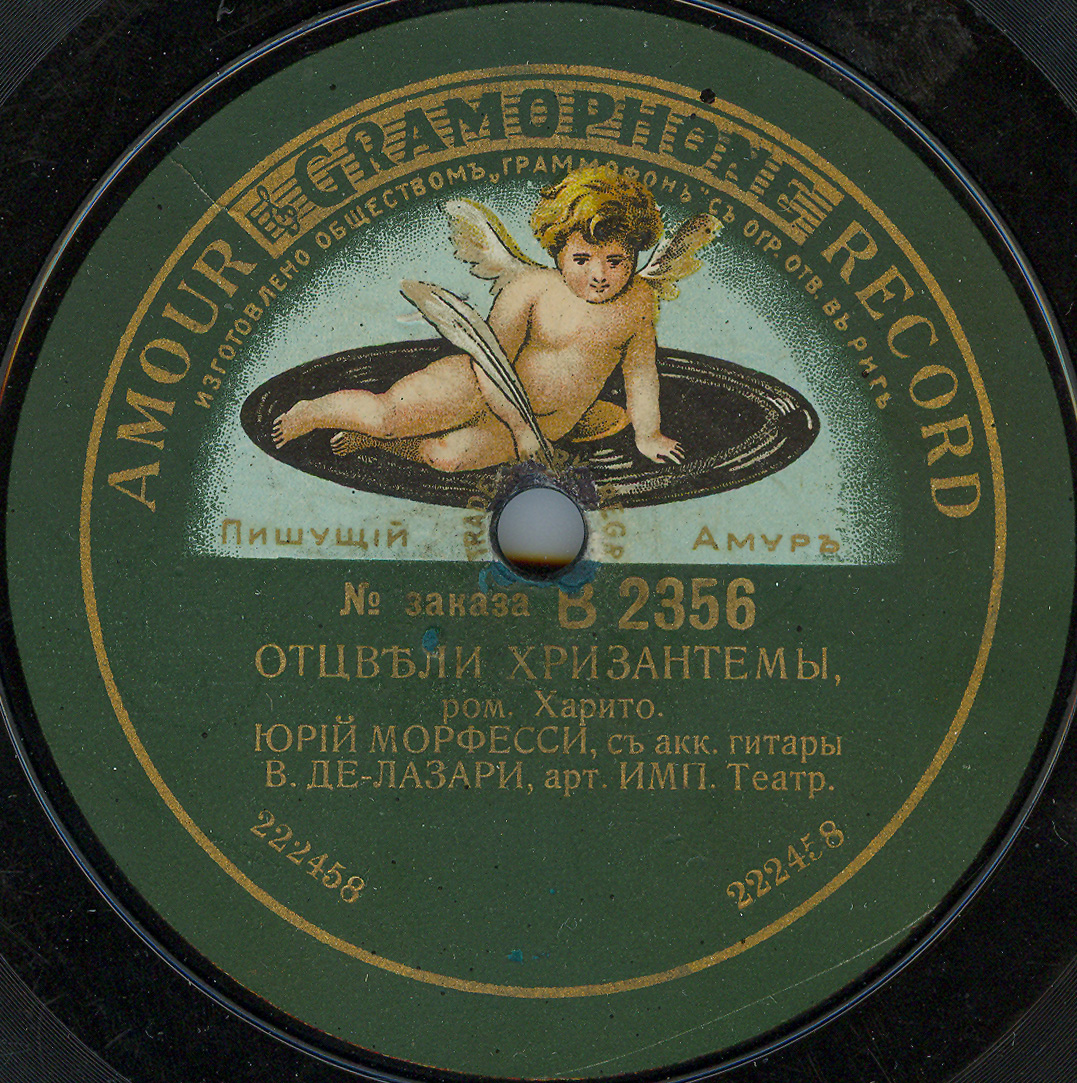 AMOUR GRAMOPHONE RECORD
ИЗГОТОВЛЕНО ОБЩЕСТВОМЪ „ГРАММОФОНЪ" СЪ ОГР. ОТВ. ВЪ РИГѢ
Пишущій Амуръ
TRADE
№ заказа В 2356
ОТЦВѢЛИ ХРИЗАНТЕМЫ,
ром. Харито.
ЮРІЙ МОРФЕССИ, съ акк. гитары
В. ДЕ-ЛАЗАРИ, арт. ИМП. Театр.
222458 222458